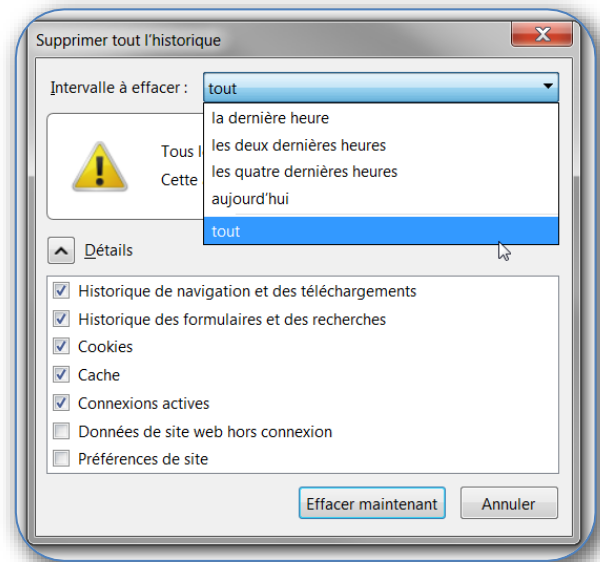 Supprimer tout l'historique
Intervalle à effacer : tout
la dernière heure
les deux dernières heures
les quatre dernières heures
aujourd'hui
tout
Tous
Cette
Détails
Historique de navigation et des téléchargements
Historique des formulaires et des recherches
Cookies
Cache
Connexions actives
Données de site web hors connexion
Préférences de site
Effacer maintenant Annuler